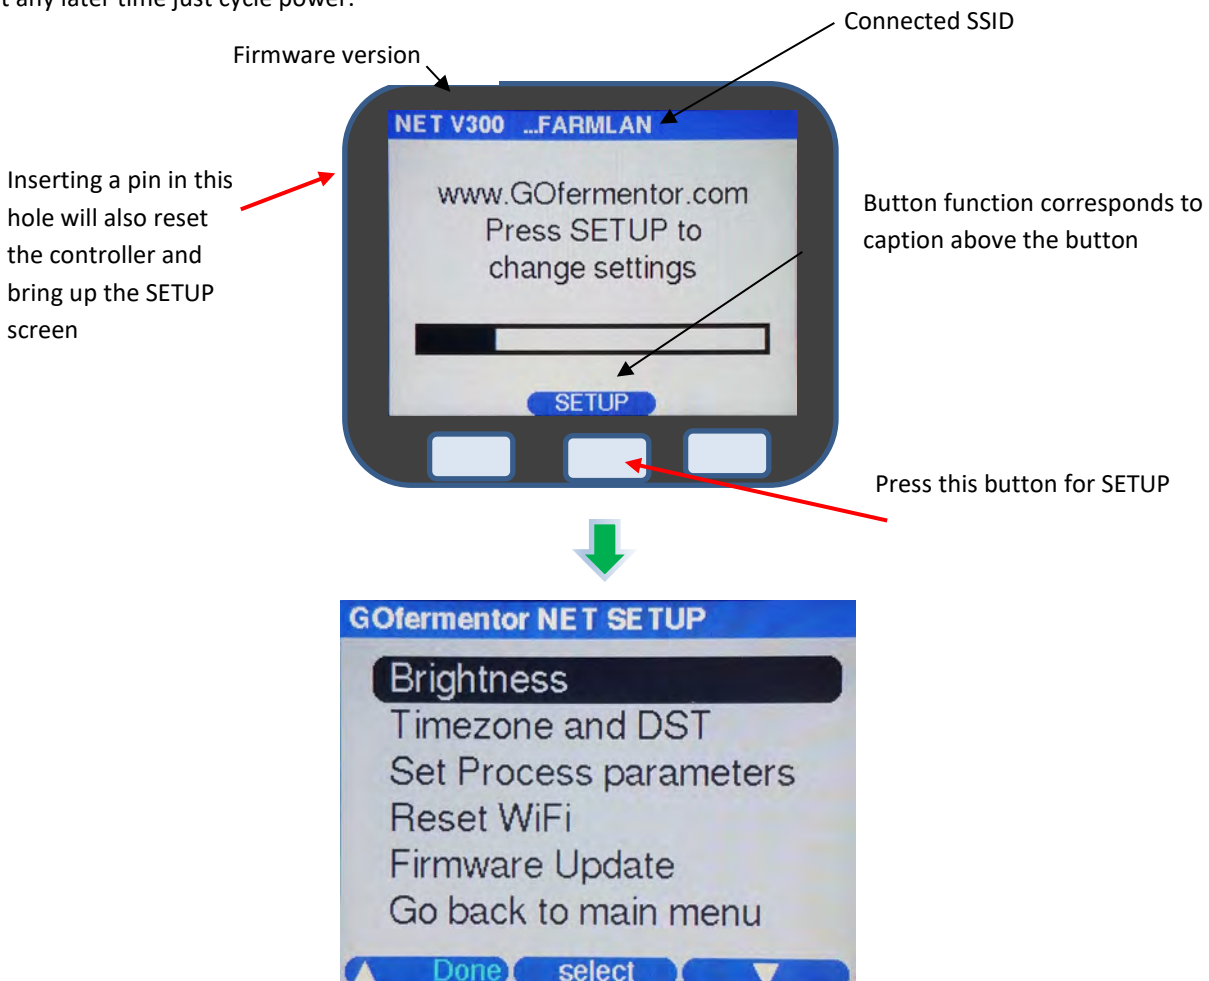 t any later time just cycle power.
Connected SSID
Firmware version
NET V300 ...FARMLAN
Inserting a pin in this
hole will also reset
the controller and
bring up the SETUP
screen
www.GOfermentor.com
Press SETUP to
change settings
Button function corresponds to
caption above the button
SETUP
Press this button for SETUP
GOfermentor NET SETUP
Brightness
Timezone and DST
Set Process parameters
Reset WiFi
Firmware Update
Go back to main menu
Done select